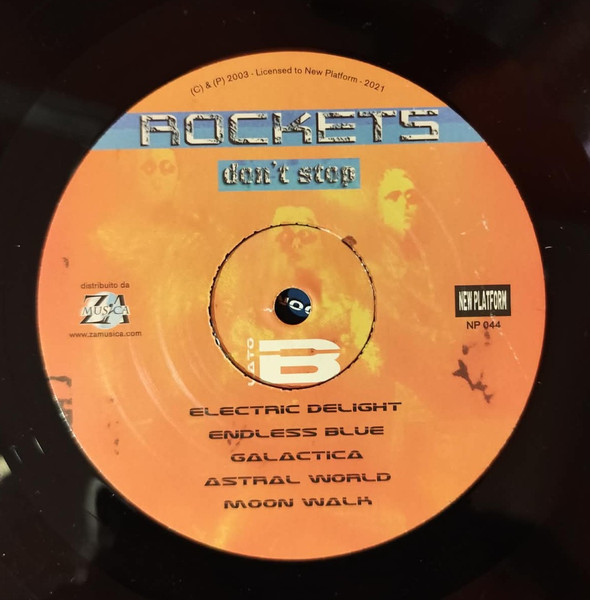 (C) & (P) 2003 - Licensed to New Platform - 2021
ROCKETS
don't stop
distribuito da
ZA
MUSICA
www.zamusica.com
NEW PLATFORM
NP 044
LATO
B
ELECTRIC DELIGHT
ENDLESS BLUE
GALACTICA
ASTRAL WORLD
MOON WALK